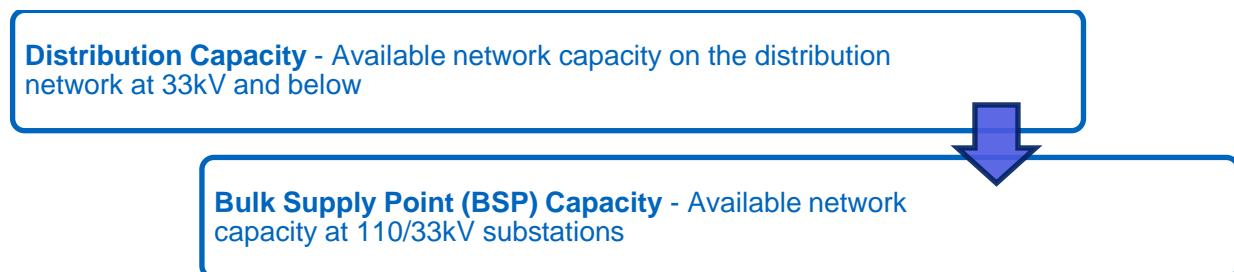 Distribution Capacity - Available network capacity on the distribution
network at 33kV and below
Bulk Supply Point (BSP) Capacity - Available network
capacity at 110/33kV substations